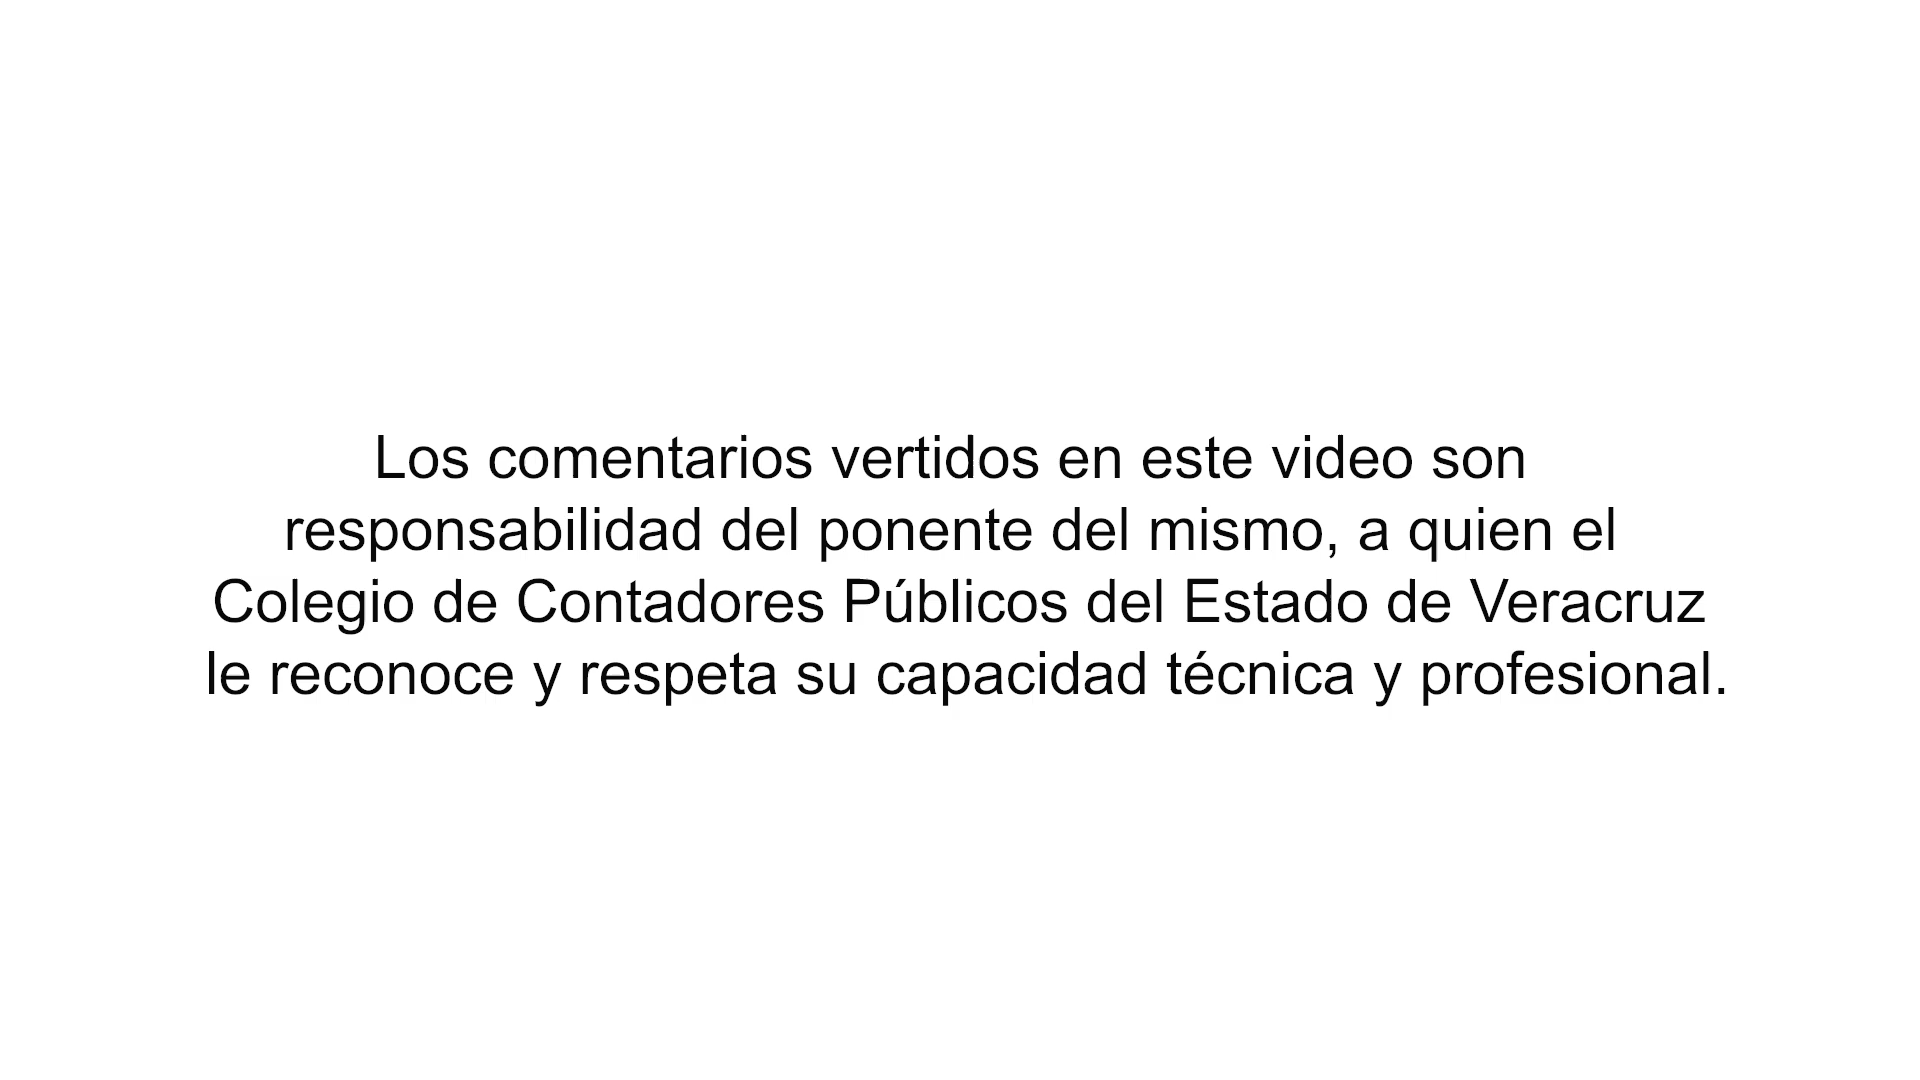 Los comentarios vertidos en este video son
responsabilidad del ponente del mismo, a quien el
Colegio de Contadores Públicos del Estado de Veracruz
le reconoce y respeta su capacidad técnica y profesional.